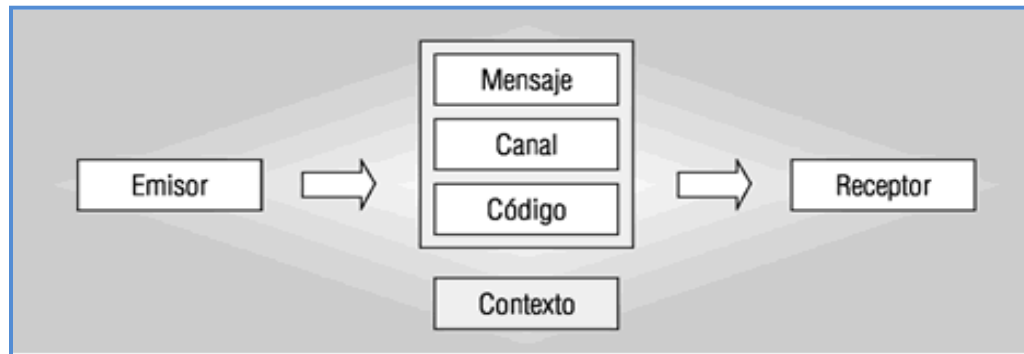 Mensaje
Canal
Emisor
Receptor
Código
Contexto